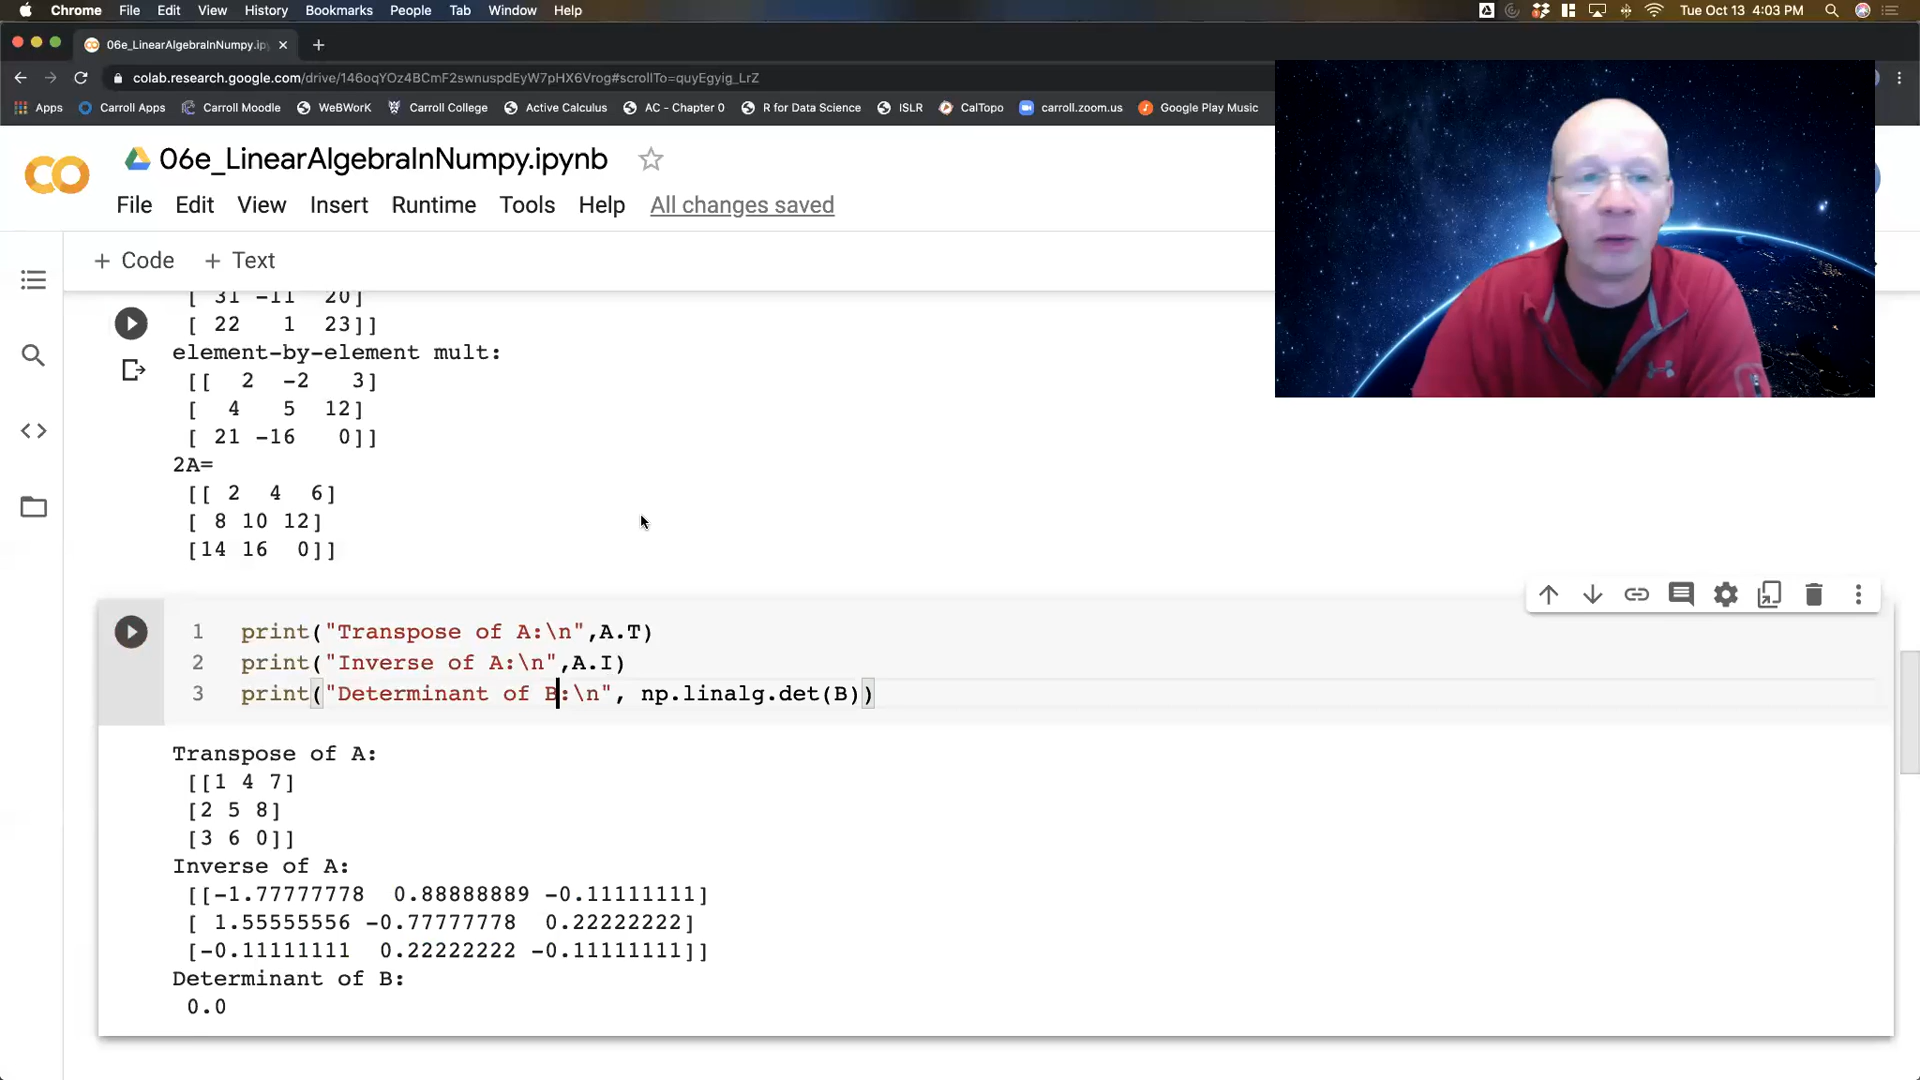 Chrome File Edit View History Bookmarks People Tab Window Help Tue Oct 13 4:03 PM
06e_LinearAlgebraInNumpy.ip
colab.research.google.com/drive/146oqYOz4BCmF2swnuspdEyW7pHX6Vrog#scrollTo=quyEgyig_LrZ
Apps Carroll Apps Carroll Moodle WeBWorK Carroll College Active Calculus AC - Chapter 0 R for Data Science ISLR CalTopo carroll.zoom.us Google Play Music
06e_LinearAlgebraInNumpy.ipynb
File Edit View Insert Runtime Tools Help All changes saved
+ Code + Text
[ 31 -11 20]
[ 22 1 23]]
element-by-element mult:
[[ 2 -2 3]
[ 4 5 12]
[ 21 -16 0]]
2A=
[[ 2 4 6]
[ 8 10 12]
[14 16 0]]
1 print("Transpose of A:\n",A.T)
2 print("Inverse of A:\n",A.I)
3 print("Determinant of B:\n", np.linalg.det(B))
Transpose of A:
[[1 4 7]
[2 5 8]
[3 6 0]]
Inverse of A:
[[-1.77777778 0.88888889 -0.11111111]
[ 1.55555556 -0.77777778 0.22222222]
[-0.11111111 0.22222222 -0.11111111]]
Determinant of B:
0.0